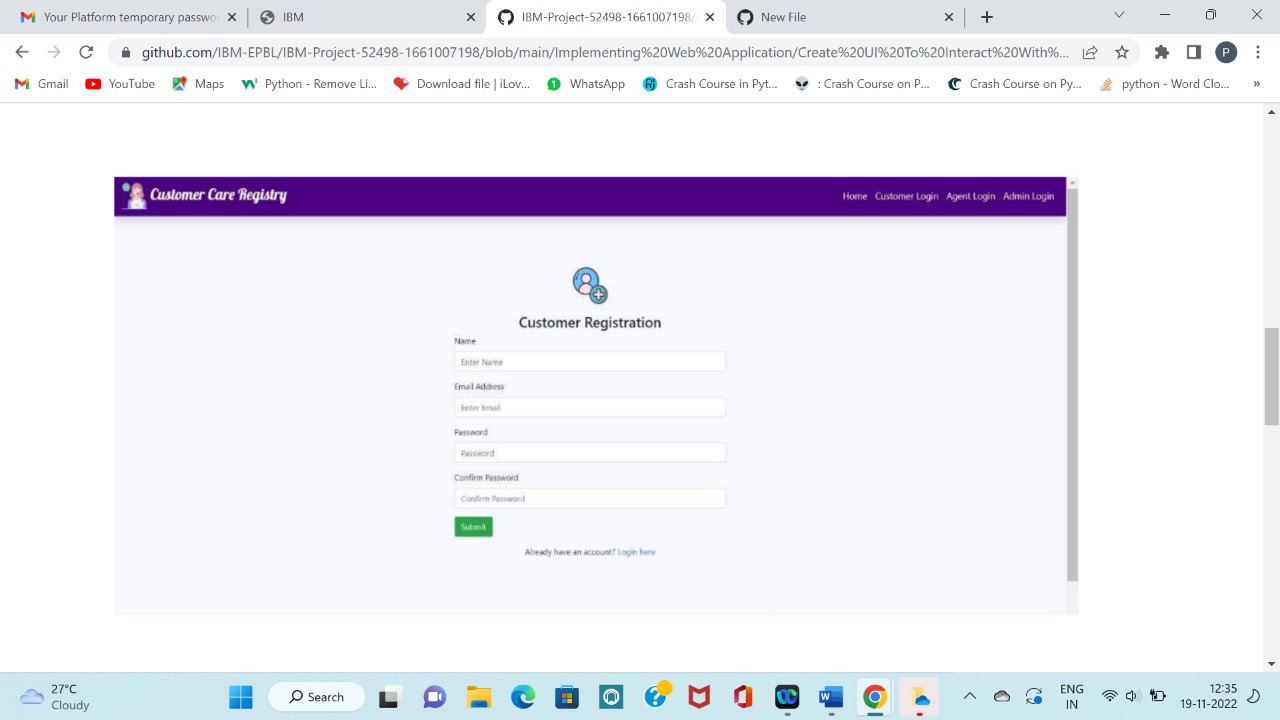 Your Platform temporary passwo
IBM
IBM-Project-52498-1661007198/
New File
github.com/IBM-EPBL/IBM-Project-52498-1661007198/blob/main/Implementing%20Web%20Application/Create%20UI%20To%20Interact%20With%...
P
Gmail
YouTube
Maps
Python - Remove Li...
Download file | iLov...
WhatsApp
Crash Course in Pyt...
: Crash Course on P...
Crash Course on Py...
python - Word Clo...
»
Customer Care Registry
Home Customer Login Agent Login Admin Login
Customer Registration
Name
Enter Name
Email Address
Enter Email
Password
Password
Confirm Password
Confirm Password
Submit
Already have an account? Login here
27°C
Cloudy
Search
ENG
IN
12:35
19-11-2022